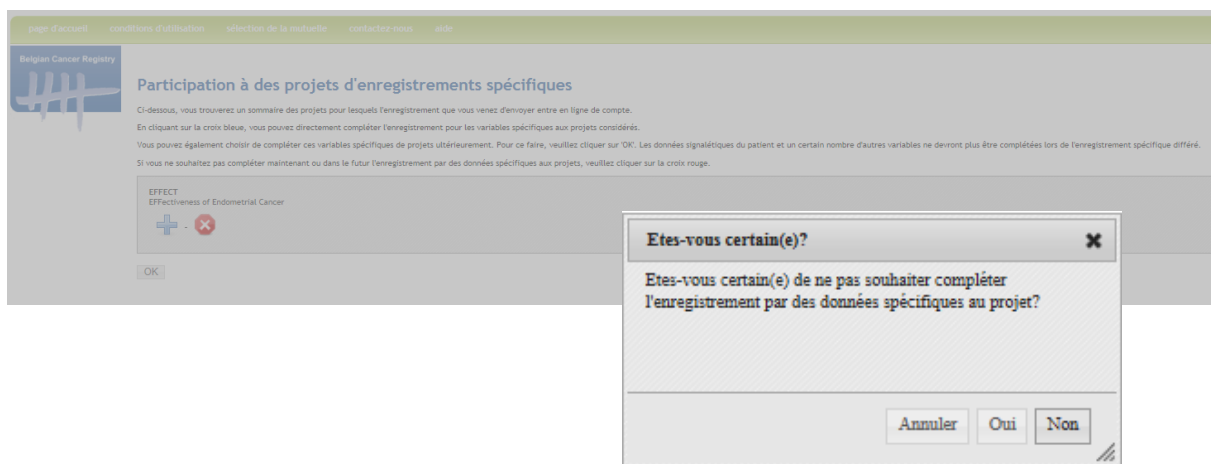 page d'accueil conditions d'utilisation sélection de la mutuelle contactez-nous aide
Belgian Cancer Registry
Participation à des projets d'enregistrements spécifiques
Ci-dessous, vous trouverez un sommaire des projets pour lesquels l'enregistrement que vous venez d'envoyer entre en ligne de compte.
En cliquant sur la croix bleue, vous pouvez directement compléter l'enregistrement pour les variables spécifiques aux projets considérés.
Vous pouvez également choisir de compléter ces variables spécifiques de projets ultérieurement. Pour ce faire, veuillez cliquer sur 'OK'. Les données signalétiques du patient et un certain nombre d'autres variables ne devront plus être complétées lors de l'enregistrement spécifique différé.
Si vous ne souhaitez pas compléter maintenant ou dans le futur l'enregistrement par des données spécifiques aux projets, veuillez cliquer sur la croix rouge.
EFFECT
EFFectiveness of Endometrial Cancer
-
OK
Etes-vous certain(e)?
Etes-vous certain(e) de ne pas souhaiter compléter
l'enregistrement par des données spécifiques au projet?
Annuler Oui Non